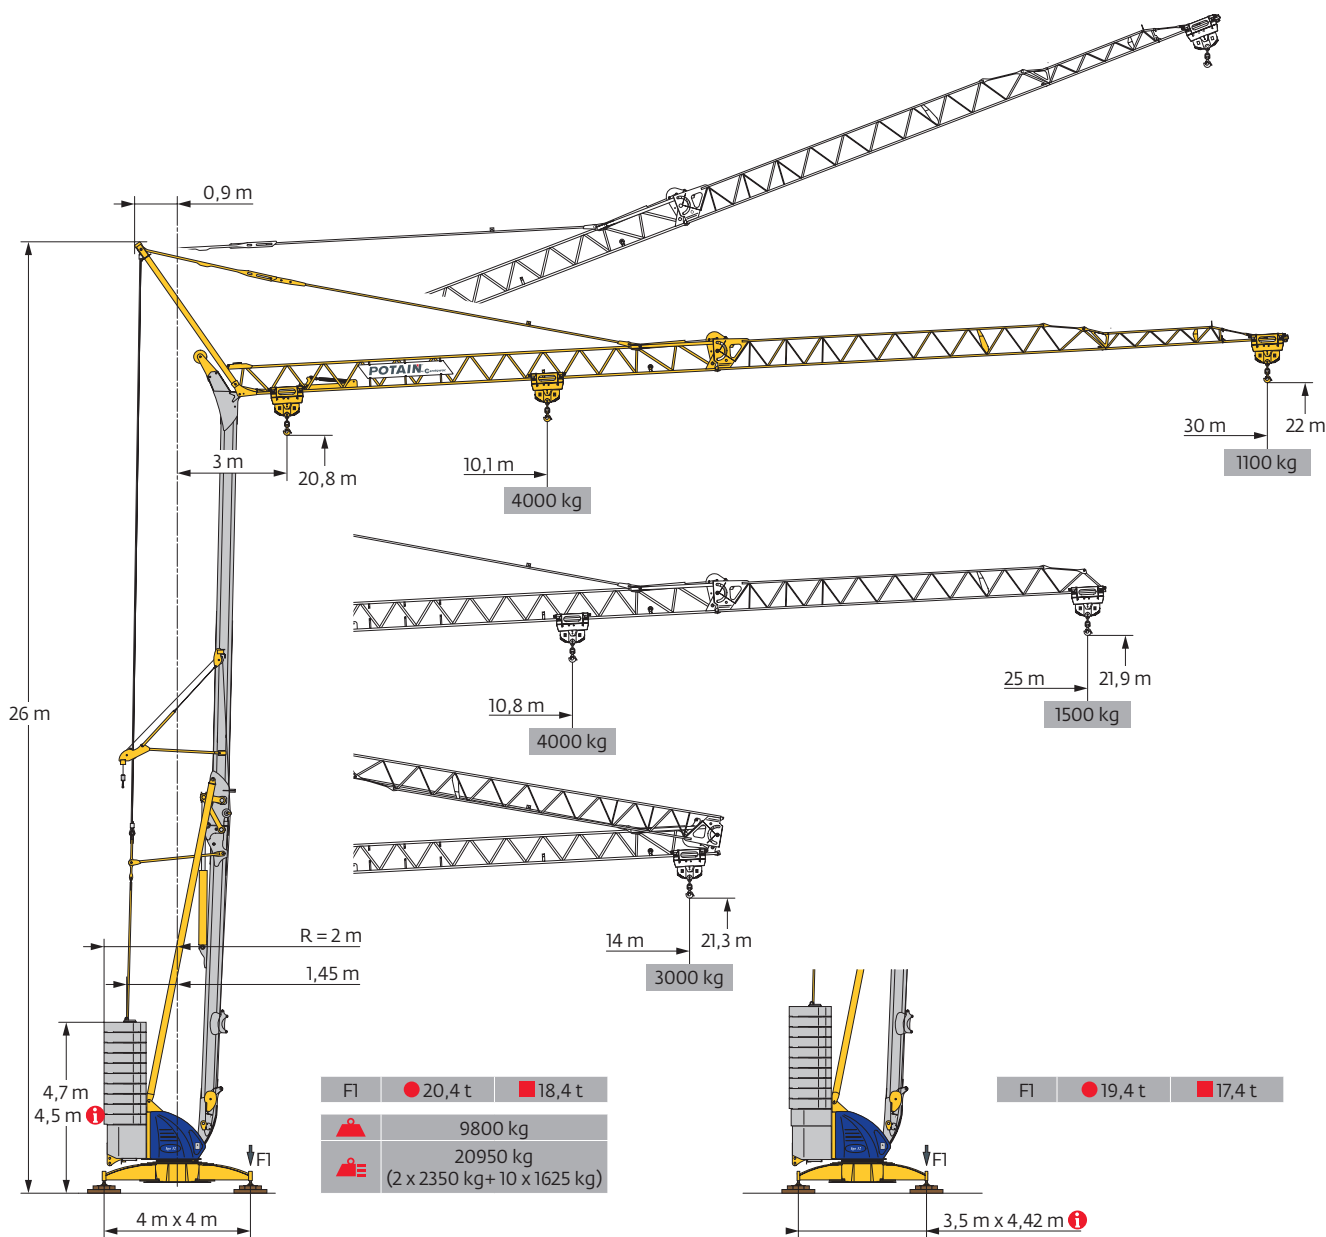 0,9 m
POTAIN
3 m
20,8 m
10,1 m
4000 kg
30 m
22 m
1100 kg
26 m
10,8 m
4000 kg
25 m
21,9 m
1500 kg
R = 2 m
14 m
21,3 m
3000 kg
1,45 m
4,7 m
4,5 m i
F1 20,4 t 18,4 t
9800 kg
20950 kg
(2 x 2350 kg+ 10 x 1625 kg)
F1
4 m x 4 m
F1 19,4 t 17,4 t
F1
3,5 m x 4,42 m i